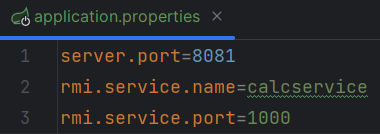 application.properties
1 server.port=8081
2 rmi.service.name=calcservice
3 rmi.service.port=1000